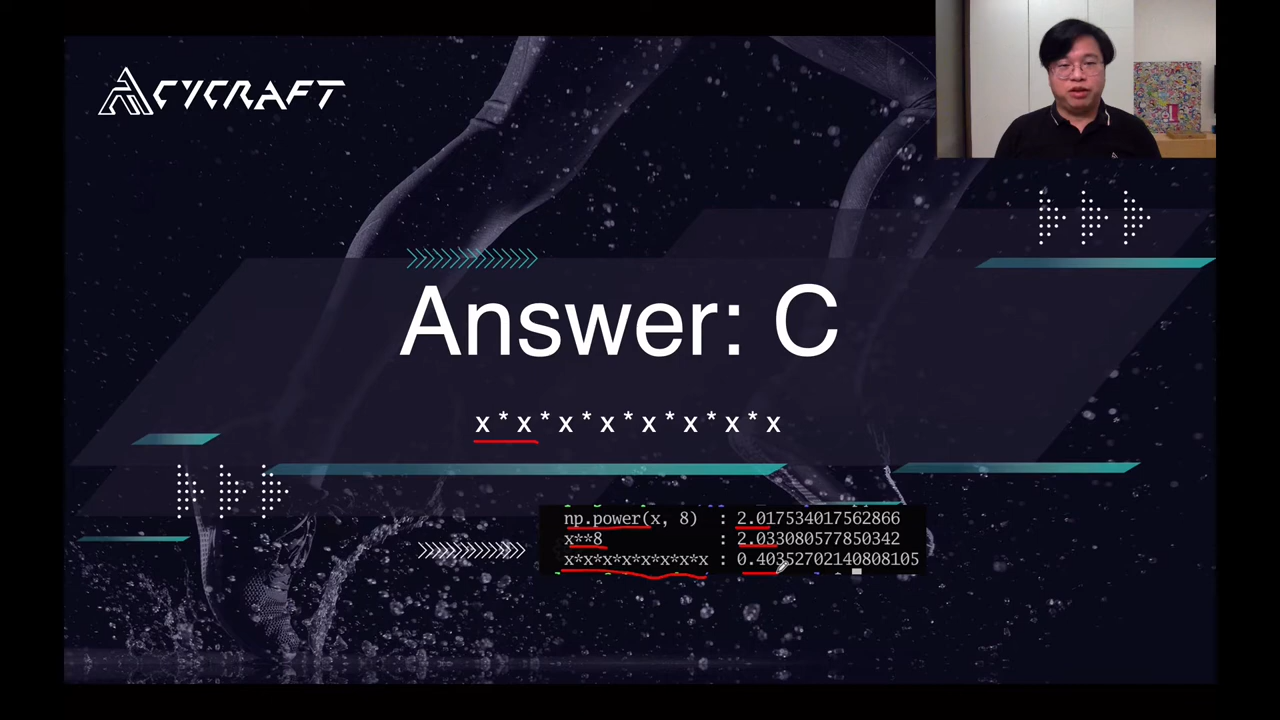 CYCRAFT
Answer: C
x * x * x * x * x * x * x * x
np.power(x, 8) : 2.017534017562866
x**8 : 2.033080577850342
x*x*x*x*x*x*x*x : 0.40352702140808105